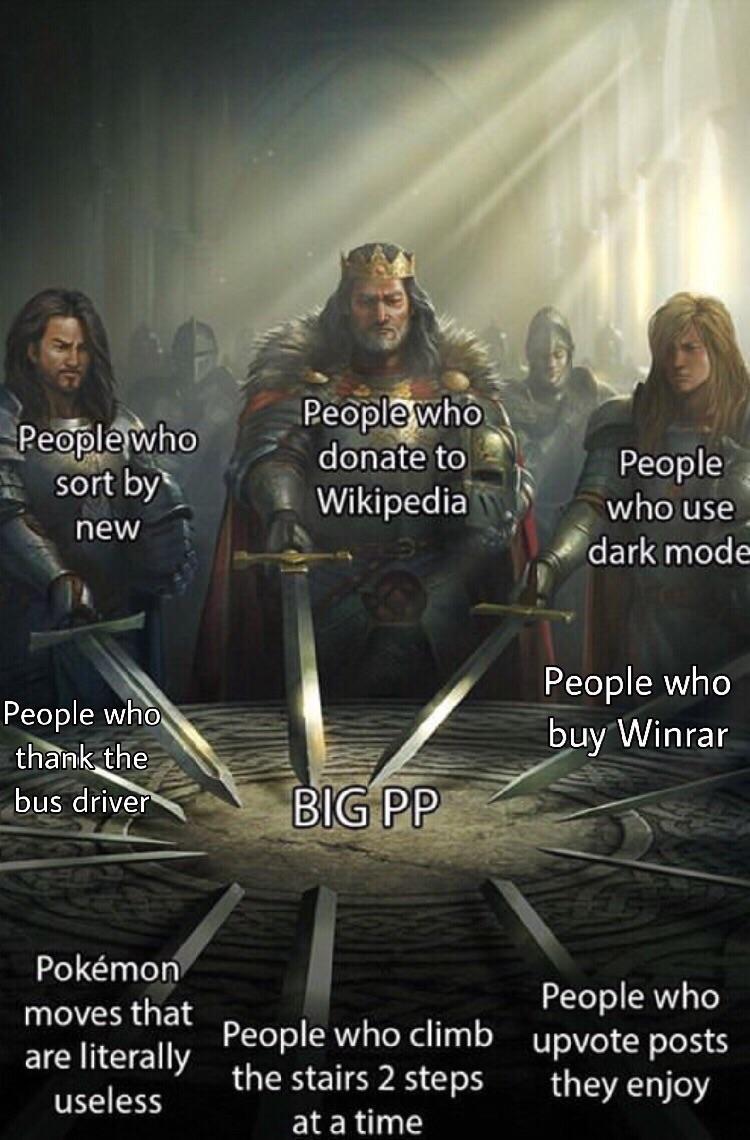 People who
donate to
Wikipedia
People who
sort by
new
People
who use
dark mode
People who
buy Winrar
People who
thank the
bus driver
BIG PP
Pokémon
moves that
are literally
useless
People who climb
the stairs 2 steps
at a time
People who
upvote posts
they enjoy